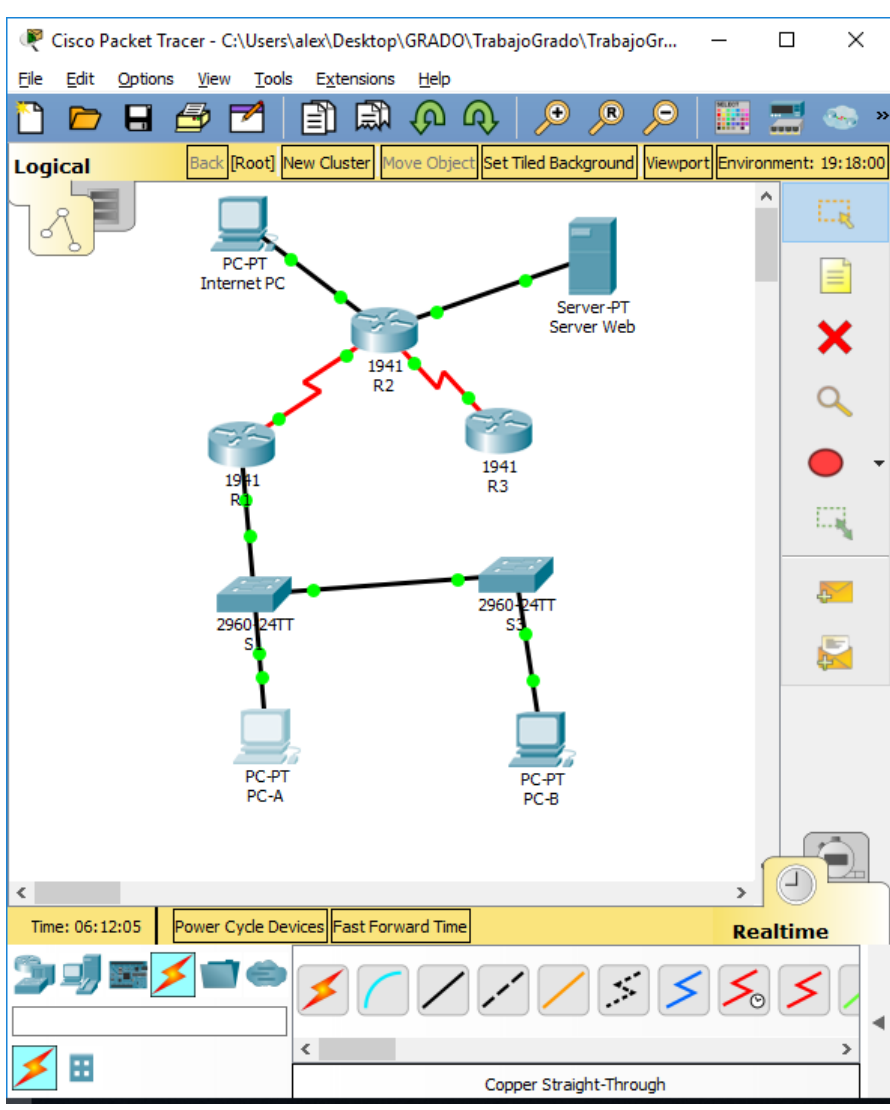 Cisco Packet Tracer - C:\Users\alex\Desktop\GRADO\TrabajoGrado\TrabajoGr...
File Edit Options View Tools Extensions Help
SELECT
Logical Back [Root] New Cluster Move Object Set Tiled Background Viewport Environment: 19:18:00
PC-PT
Internet PC
Server-PT
Server Web
1941
R2
1941
R1
1941
R3
2960-24TT
S
2960-24TT
S3
PC-PT
PC-A
PC-PT
PC-B
Time: 06:12:05 Power Cycle Devices Fast Forward Time Realtime
Copper Straight-Through